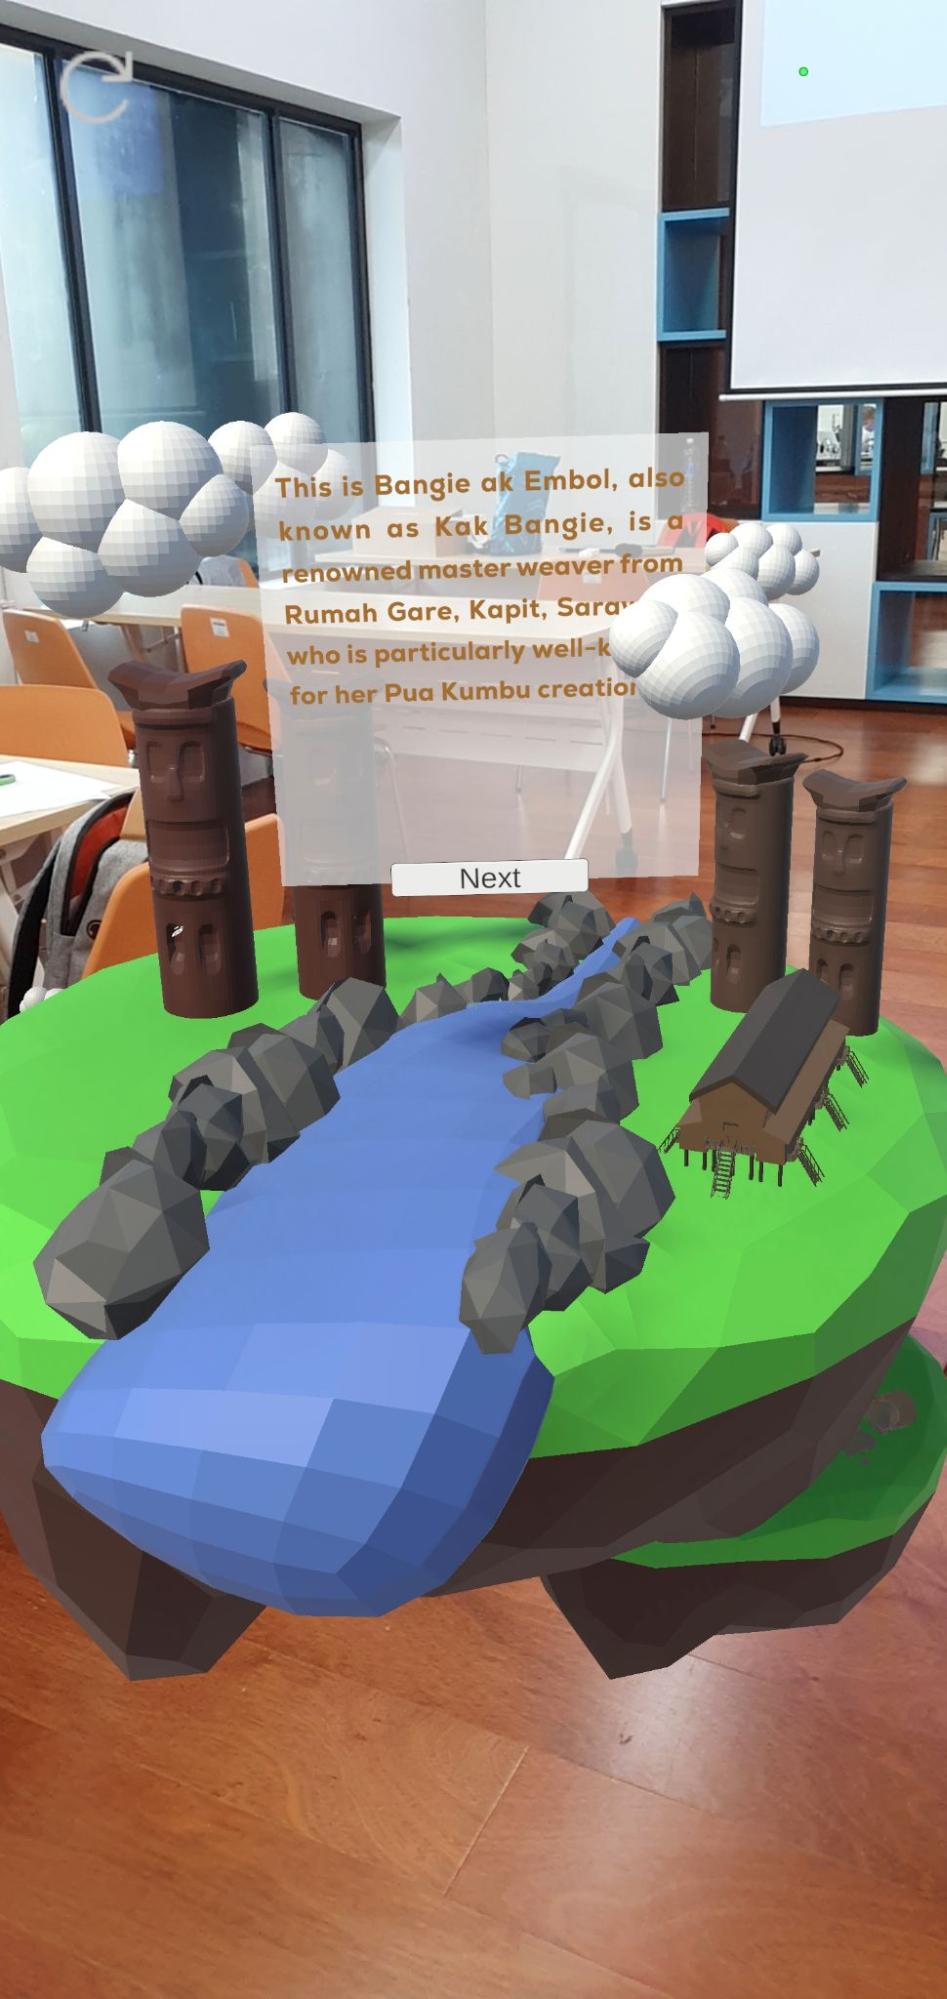 This is Bangie ak Embol, also
known as Kak Bangie, is a
renowned master weaver from
Rumah Gare, Kapit,
who is particularly
for her Pua Kumbu
Next